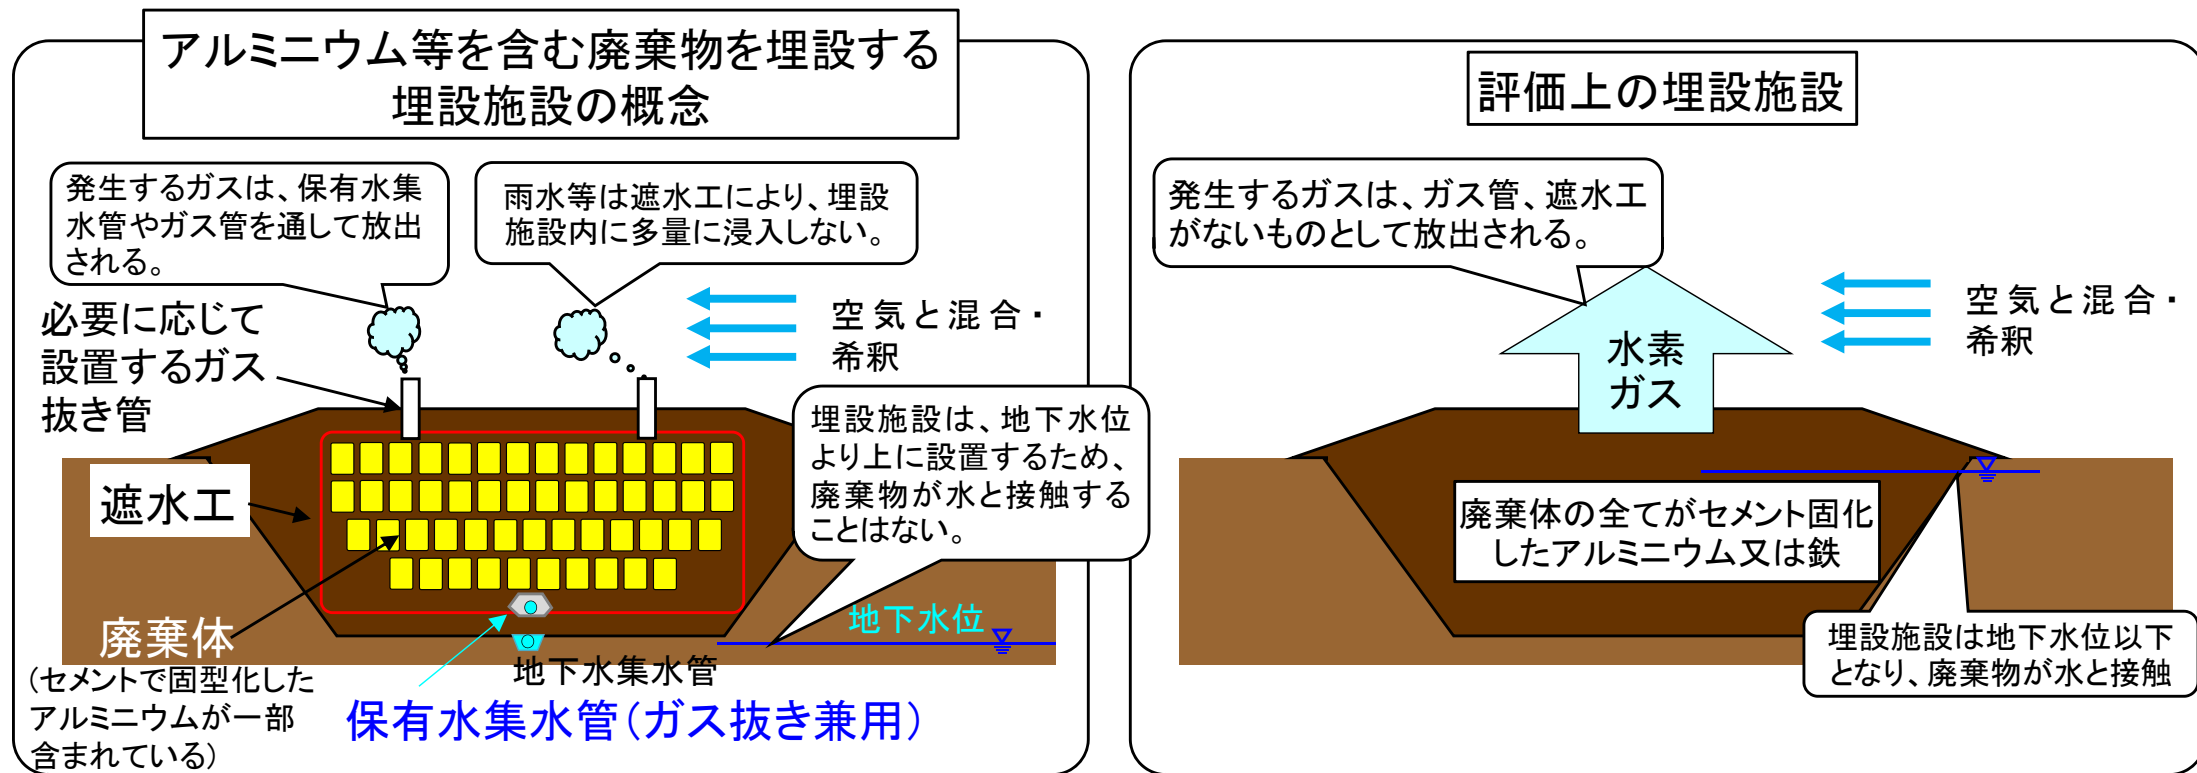 アルミニウム等を含む廃棄物を埋設する
埋設施設の概念
発生するガスは、保有水集
水管やガス管を通して放出
される。
雨水等は遮水工により、埋設
施設内に多量に浸入しない。
必要に応じて
設置するガス
抜き管
空気と混合・
希釈
埋設施設は、地下水位
より上に設置するため、
廃棄物が水と接触する
ことはない。
遮水工
廃棄体
(セメントで固型化した
アルミニウムが一部
含まれている)
地下水位
地下水集水管
保有水集水管(ガス抜き兼用)
評価上の埋設施設
発生するガスは、ガス管、遮水工
がないものとして放出される。
空気と混合・
希釈
水素
ガス
廃棄体の全てがセメント固化
したアルミニウム又は鉄
埋設施設は地下水位以下
となり、廃棄物が水と接触